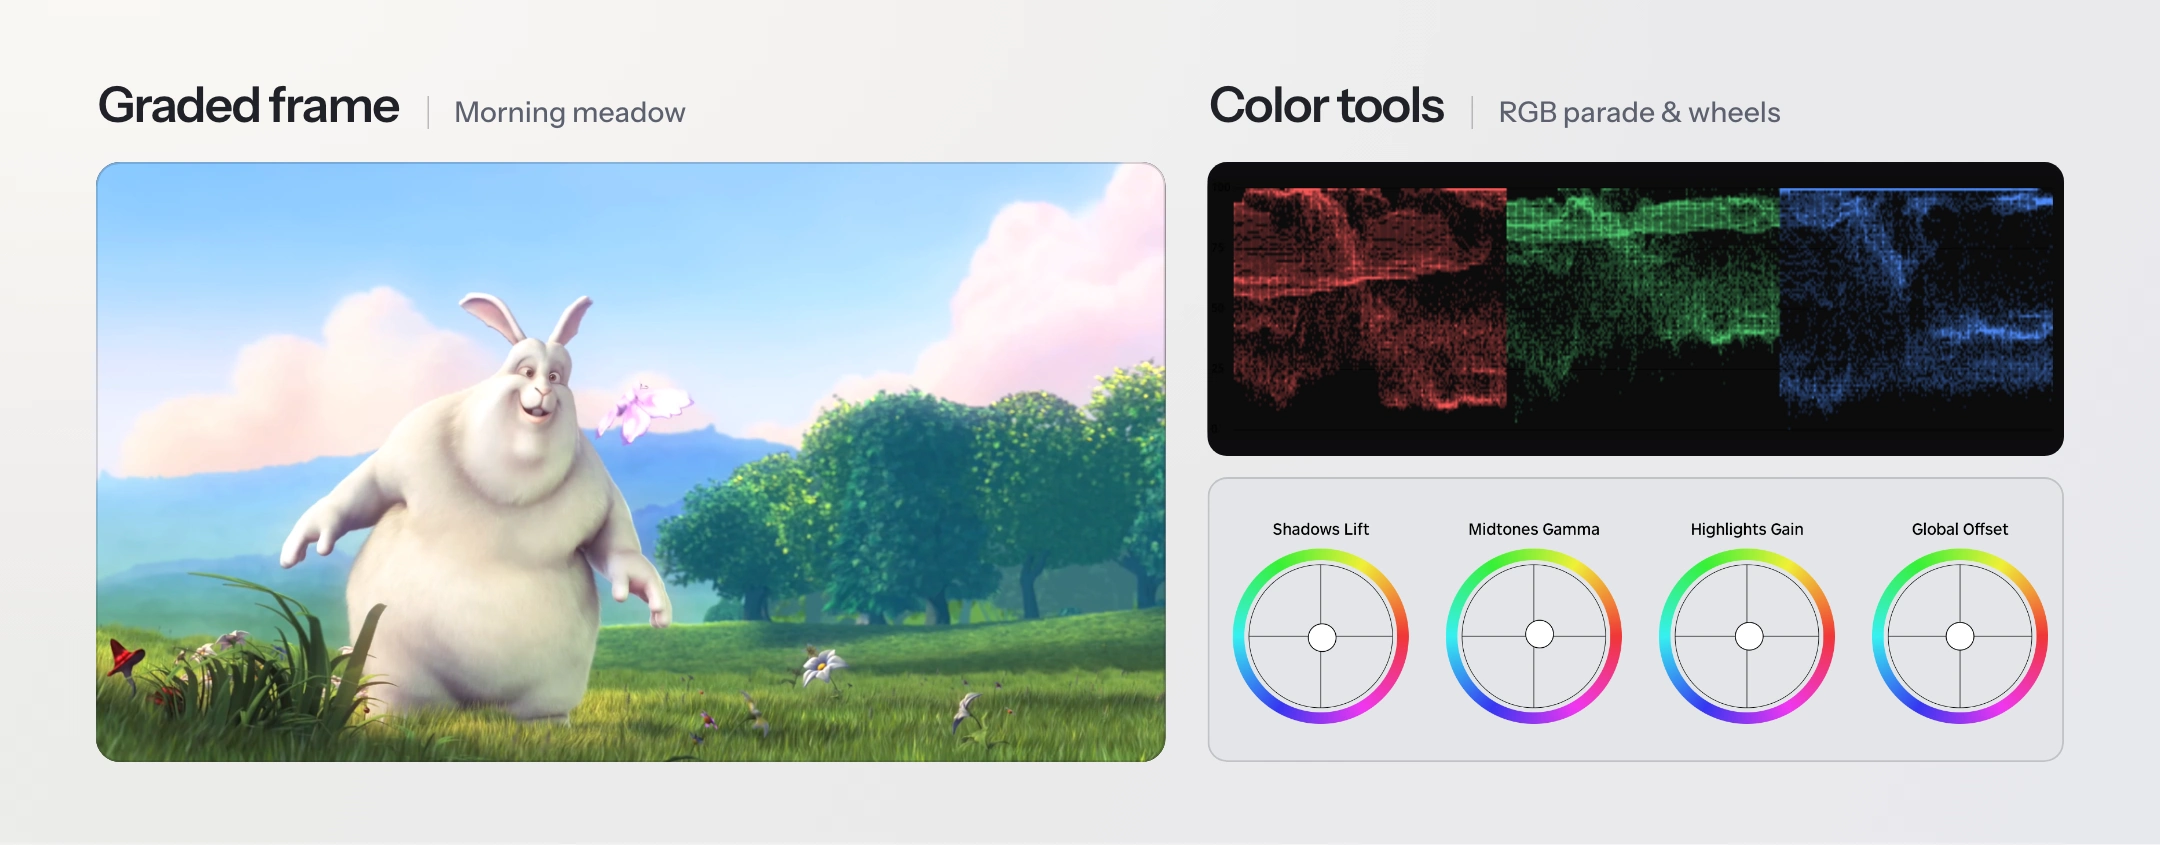 Graded frame
Morning meadow
Color tools
RGB parade & wheels
Shadows Lift
Midtones Gamma
Highlights Gain
Global Offset